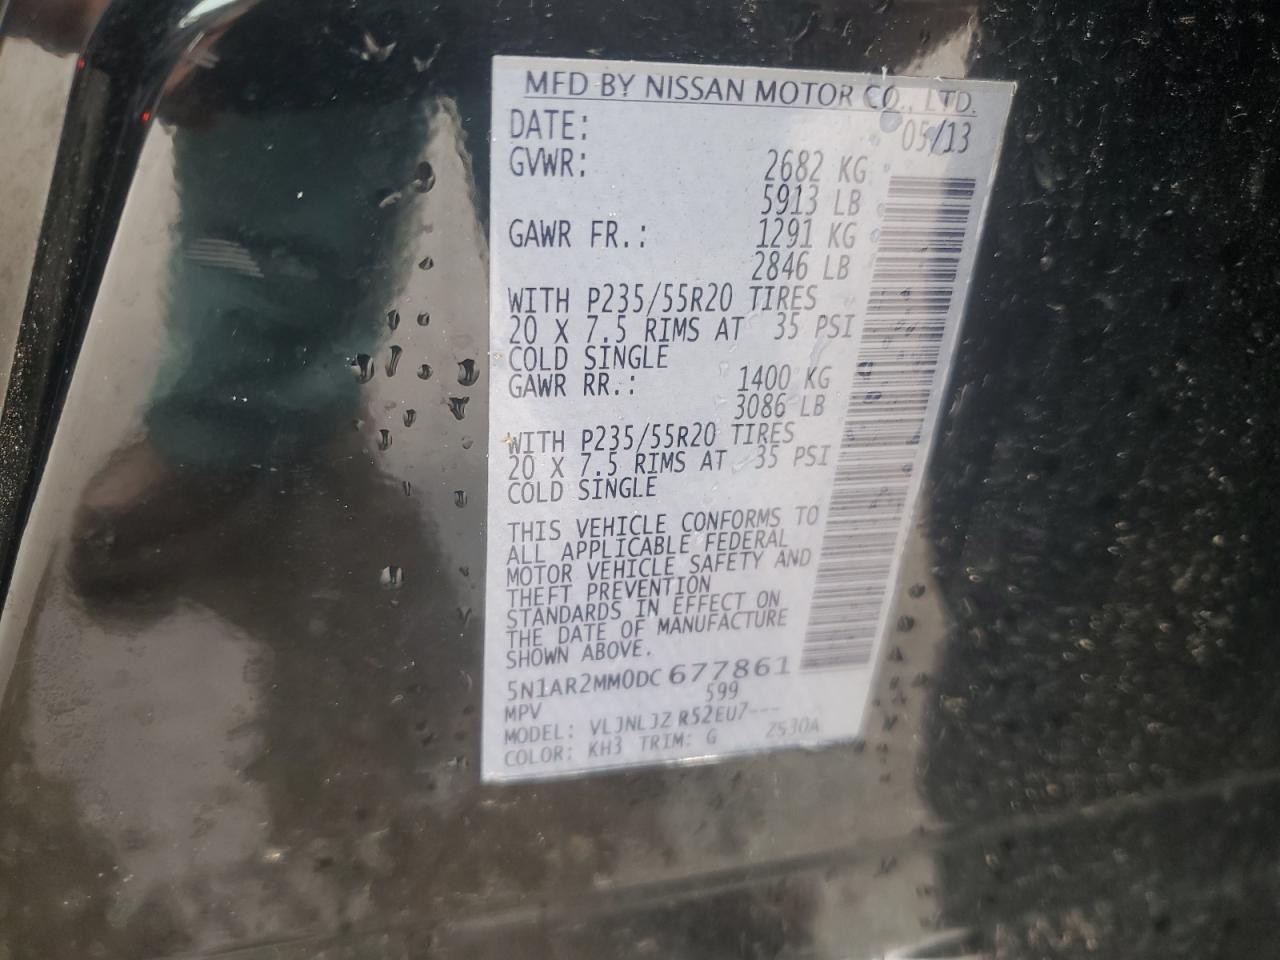 MFD BY NISSAN MOTOR CO., LTD.
DATE: 05/13
GVWR: 2682 KG
5913 LB
GAWR FR.: 1291 KG
2846 LB
WITH P235/55R20 TIRES
20 X 7.5 RIMS AT 35 PSI
COLD SINGLE
GAWR RR.: 1400 KG
3086 LB
WITH P235/55R20 TIRES
20 X 7.5 RIMS AT 35 PSI
COLD SINGLE
THIS VEHICLE CONFORMS TO
ALL APPLICABLE FEDERAL
MOTOR VEHICLE SAFETY AND
THEFT PREVENTION
STANDARDS IN EFFECT ON
THE DATE OF MANUFACTURE
SHOWN ABOVE.
5N1AR2MM0DC677861
MPV 599
MODEL: VLJNLJZ R52EU7---
COLOR: KH3 TRIM: G ZS30A